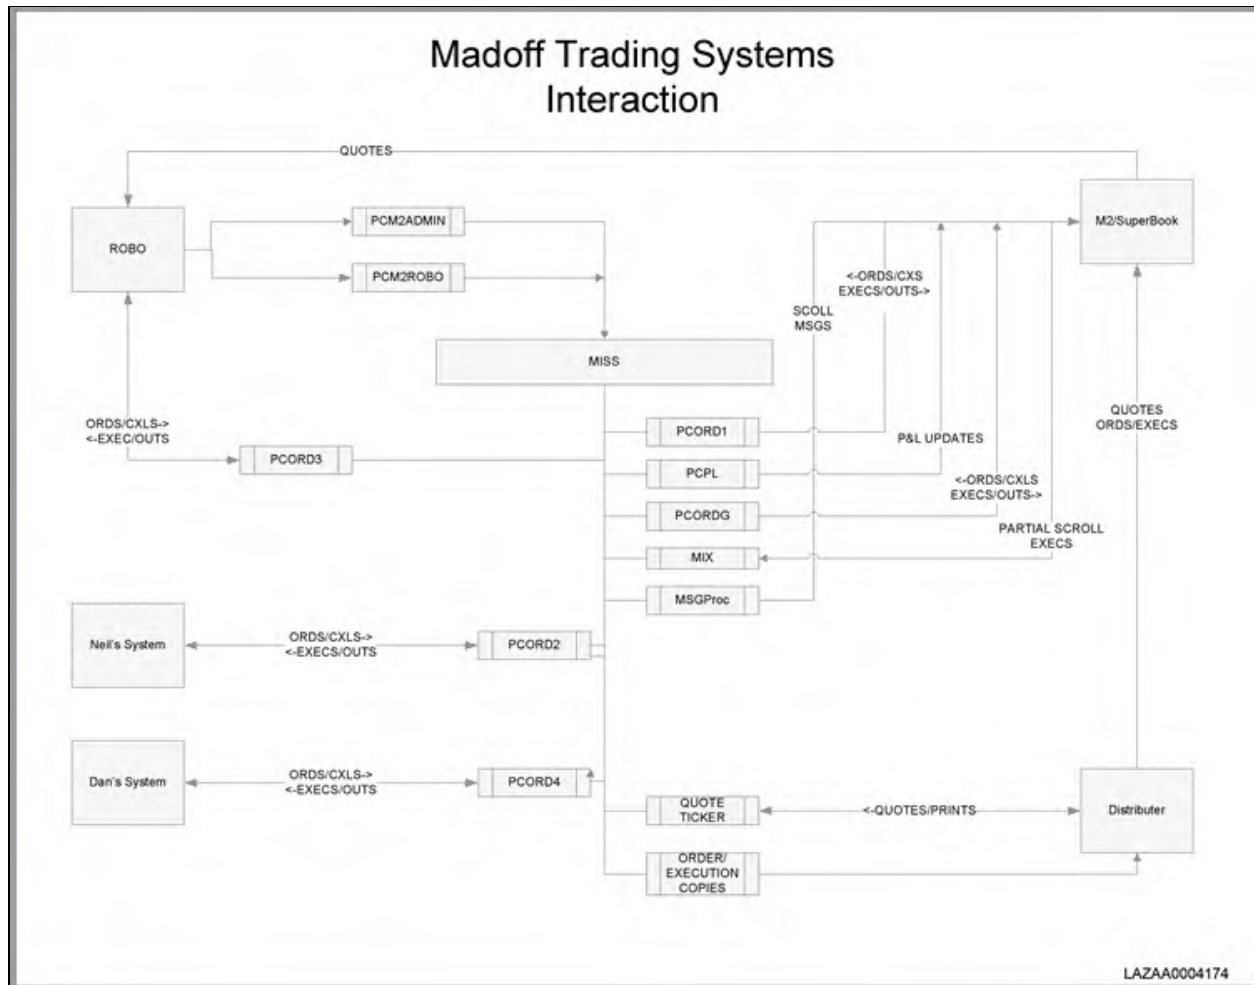 Madoff Trading Systems
Interaction
QUOTES
ROBO
PCM2ADMIN
PCM2ROBO
M2/SuperBook
<-ORDS/CXS
EXECS/OUTS->
SCOLL
MSGS
MISS
ORDS/CXLS->
<-EXEC/OUTS
PCORD3
PCORD1
P&L UPDATES
QUOTES
ORDS/EXECS
PCPL
<-ORDS/CXLS
EXECS/OUTS->
PCORDG
PARTIAL SCROLL
EXECS
MIX
MSGProc
Neil's System
ORDS/CXLS->
<-EXECS/OUTS
PCORD2
Dan's System
ORDS/CXLS->
<-EXECS/OUTS
PCORD4
QUOTE
TICKER
<-QUOTES/PRINTS
Distributer
ORDER/
EXECUTION
COPIES
LAZAA0004174